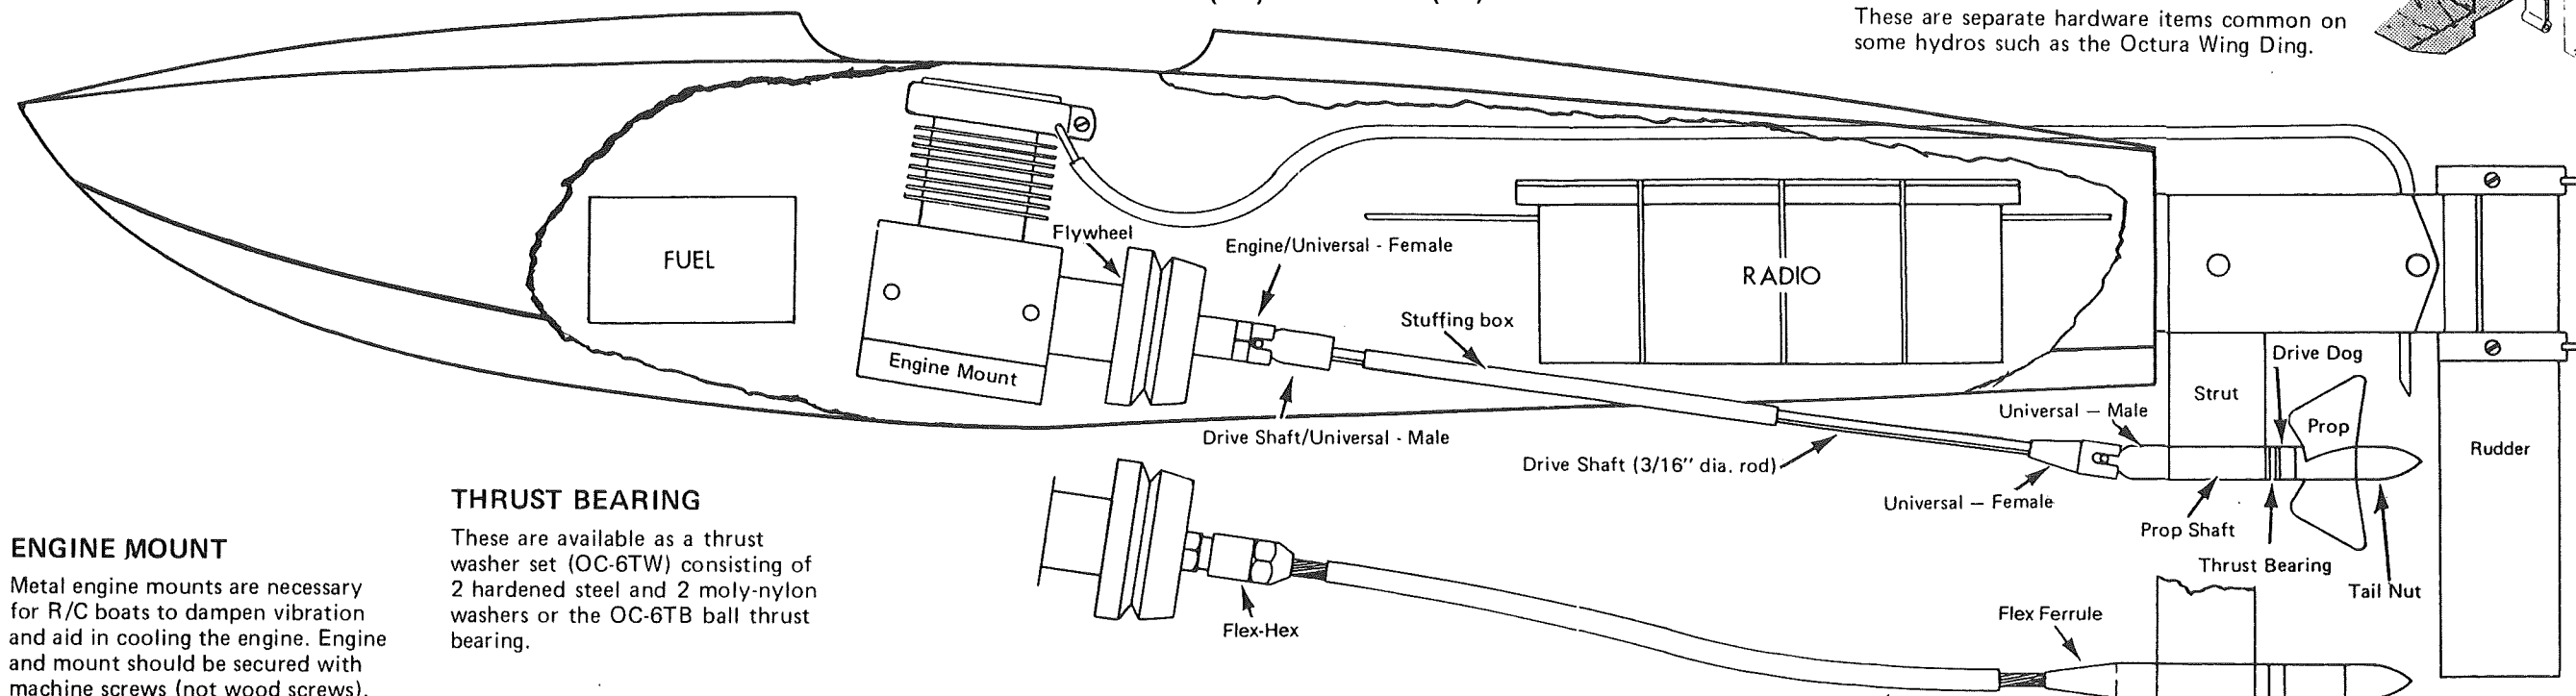 These are separate hardware items common on
some hydros such as the Octura Wing Ding.
Flywheel
Engine/Universal - Female
FUEL
RADIO
Stuffing box
Engine Mount
Drive Dog
Strut
Universal — Male
Prop
Drive Shaft/Universal - Male
Drive Shaft (3/16" dia. rod)
Rudder
Universal — Female
Prop Shaft
Thrust Bearing
Tail Nut
THRUST BEARING
These are available as a thrust
washer set (OC-6TW) consisting of
2 hardened steel and 2 moly-nylon
washers or the OC-6TB ball thrust
bearing.
ENGINE MOUNT
Metal engine mounts are necessary
for R/C boats to dampen vibration
and aid in cooling the engine. Engine
and mount should be secured with
machine screws (not wood screws).
Flex-Hex
Flex Ferrule